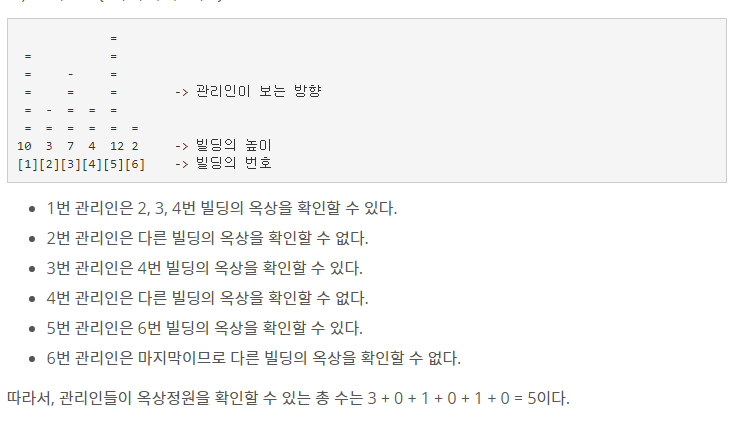 =
= =
= - =
= = = -> 관리인이 보는 방향
= - = = =
= = = = = =
10 3 7 4 12 2 -> 빌딩의 높이
[1][2][3][4][5][6] -> 빌딩의 번호
• 1번 관리인은 2, 3, 4번 빌딩의 옥상을 확인할 수 있다.
• 2번 관리인은 다른 빌딩의 옥상을 확인할 수 없다.
• 3번 관리인은 4번 빌딩의 옥상을 확인할 수 있다.
• 4번 관리인은 다른 빌딩의 옥상을 확인할 수 없다.
• 5번 관리인은 6번 빌딩의 옥상을 확인할 수 있다.
• 6번 관리인은 마지막이므로 다른 빌딩의 옥상을 확인할 수 없다.
따라서, 관리인들이 옥상정원을 확인할 수 있는 총 수는 3 + 0 + 1 + 0 + 1 + 0 = 5이다.